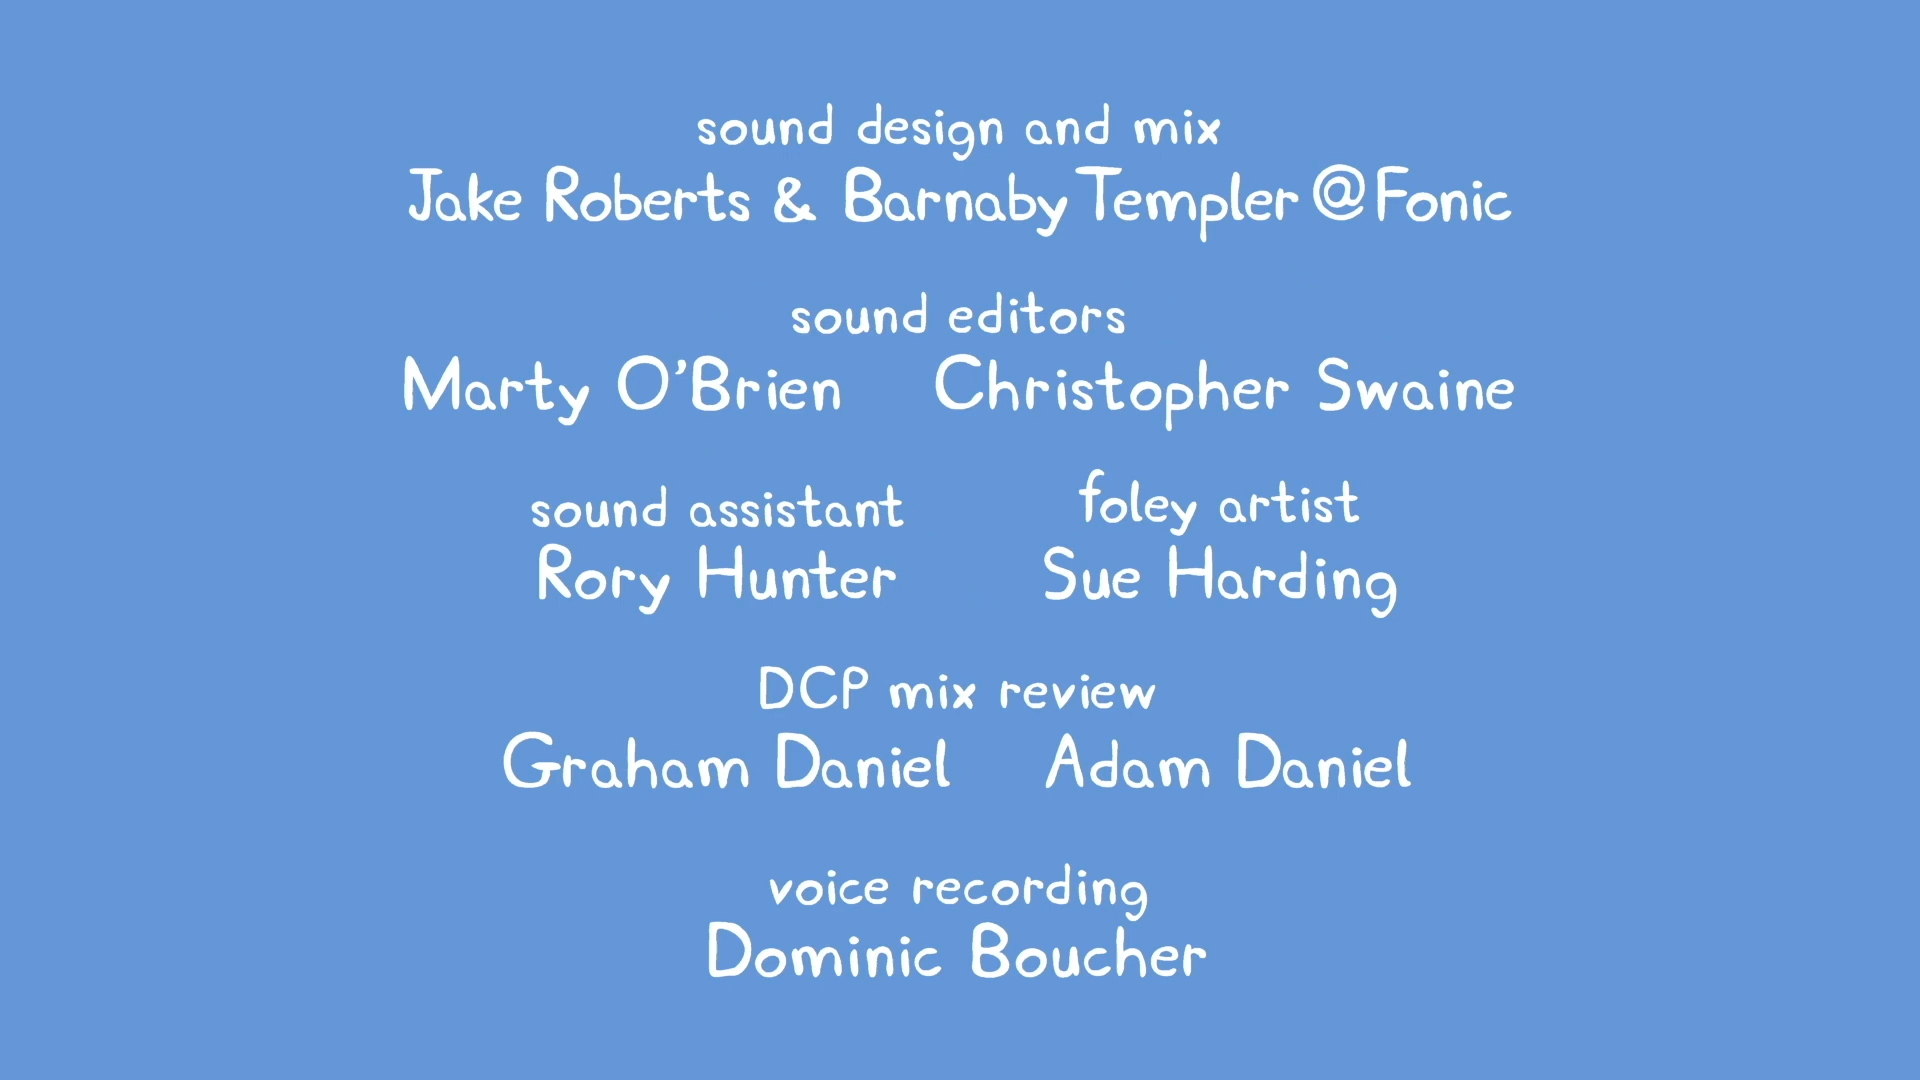 sound design and mix
Jake Roberts & Barnaby Templer @ Fonic
sound editors
Marty O'Brien Christopher Swaine
sound assistant foley artist
Rory Hunter Sue Harding
DCP mix review
Graham Daniel Adam Daniel
voice recording
Dominic Boucher